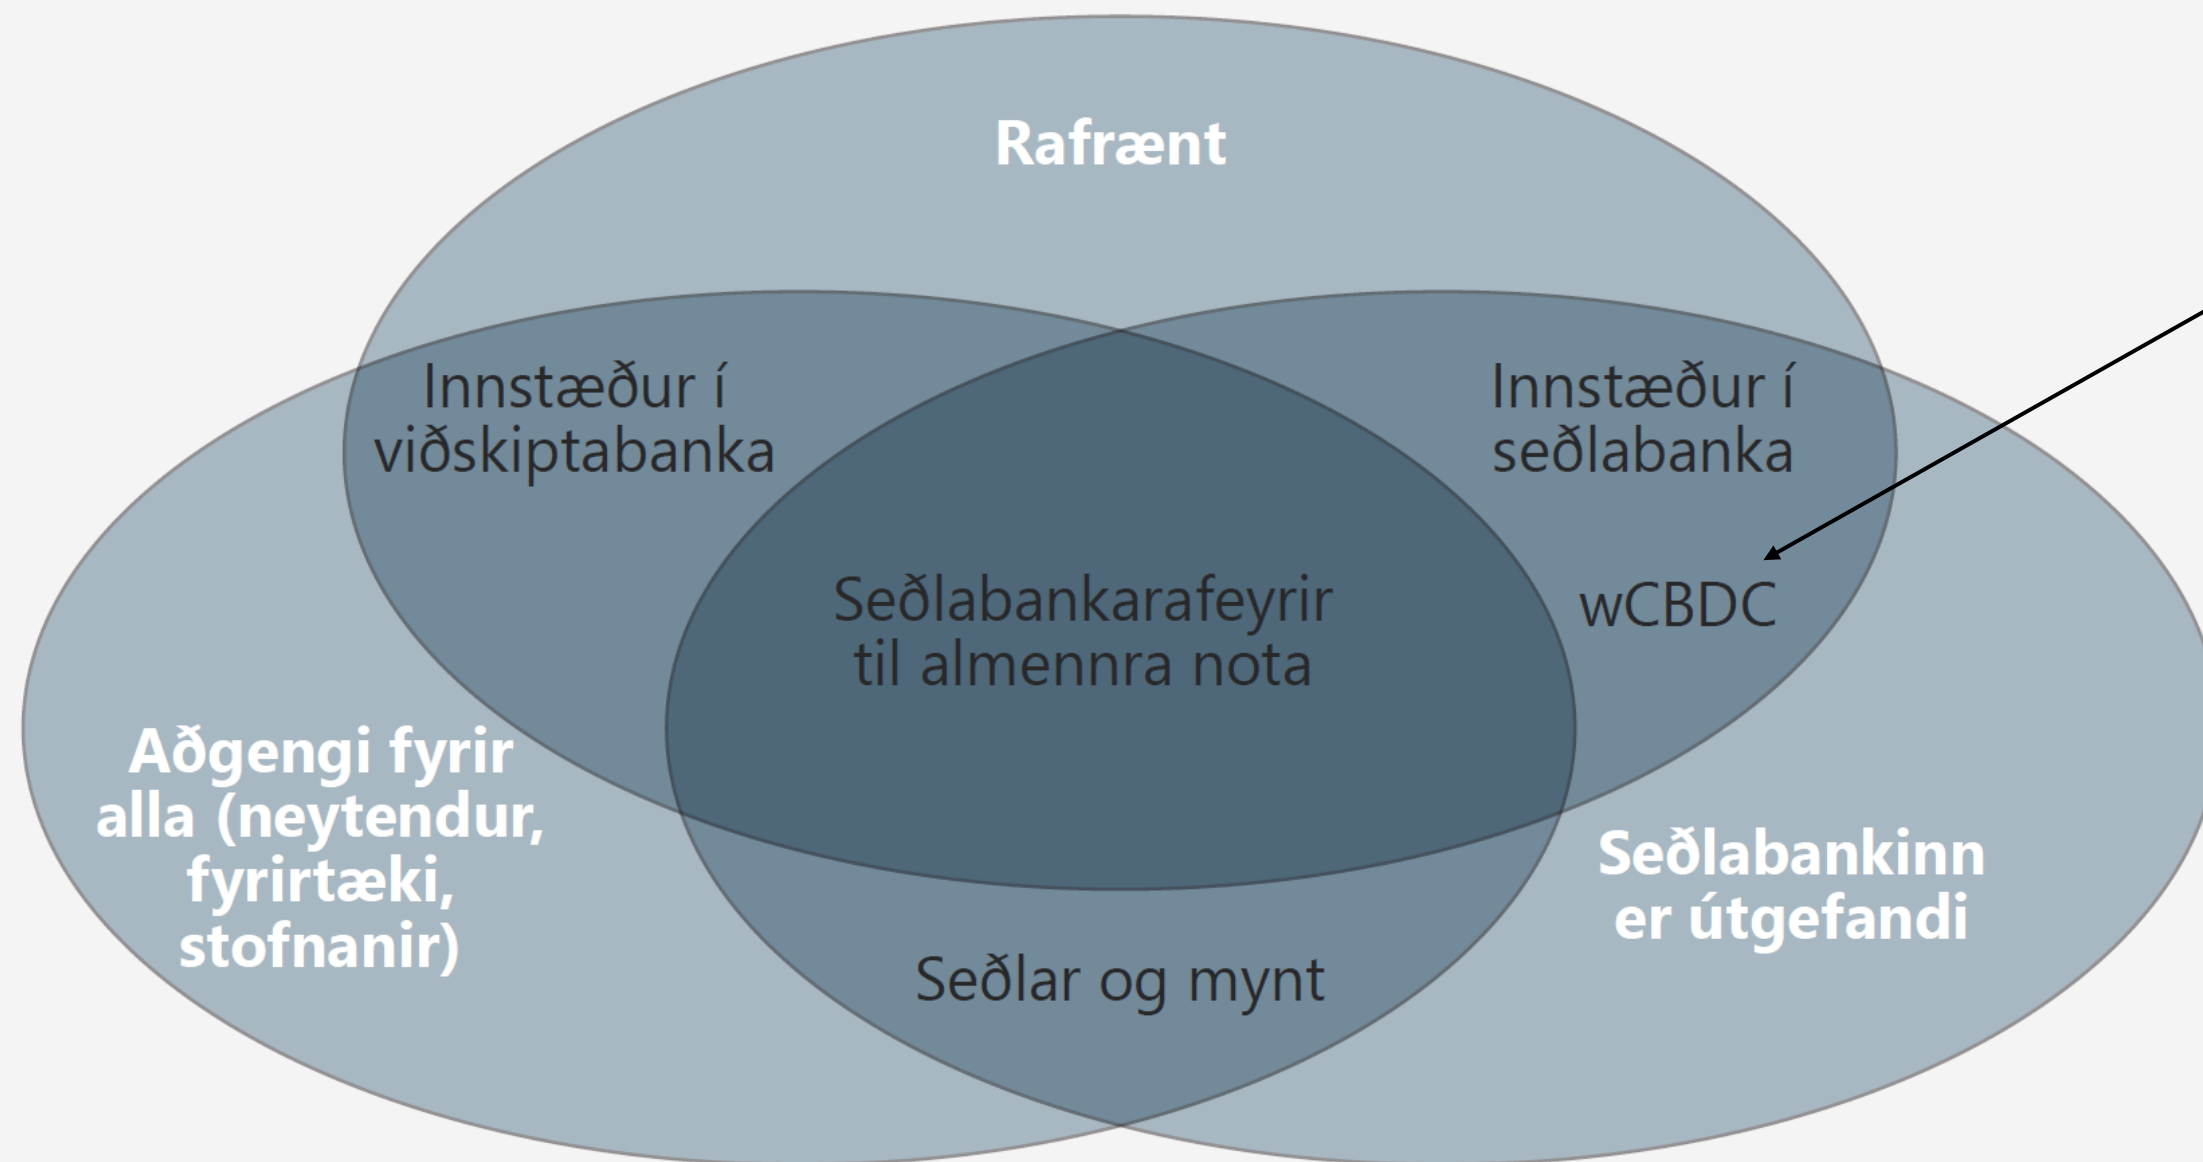 Rafrænt
Innstæður í
viðskiptabanka
Innstæður í
seðlabanka
Seðlabankarafeyrir
til almennra nota
wCBDC
Aðgengi fyrir
alla (neytendur,
fyrirtæki,
stofnanir)
Seðlabankinn
er útgefandi
Seðlar og mynt